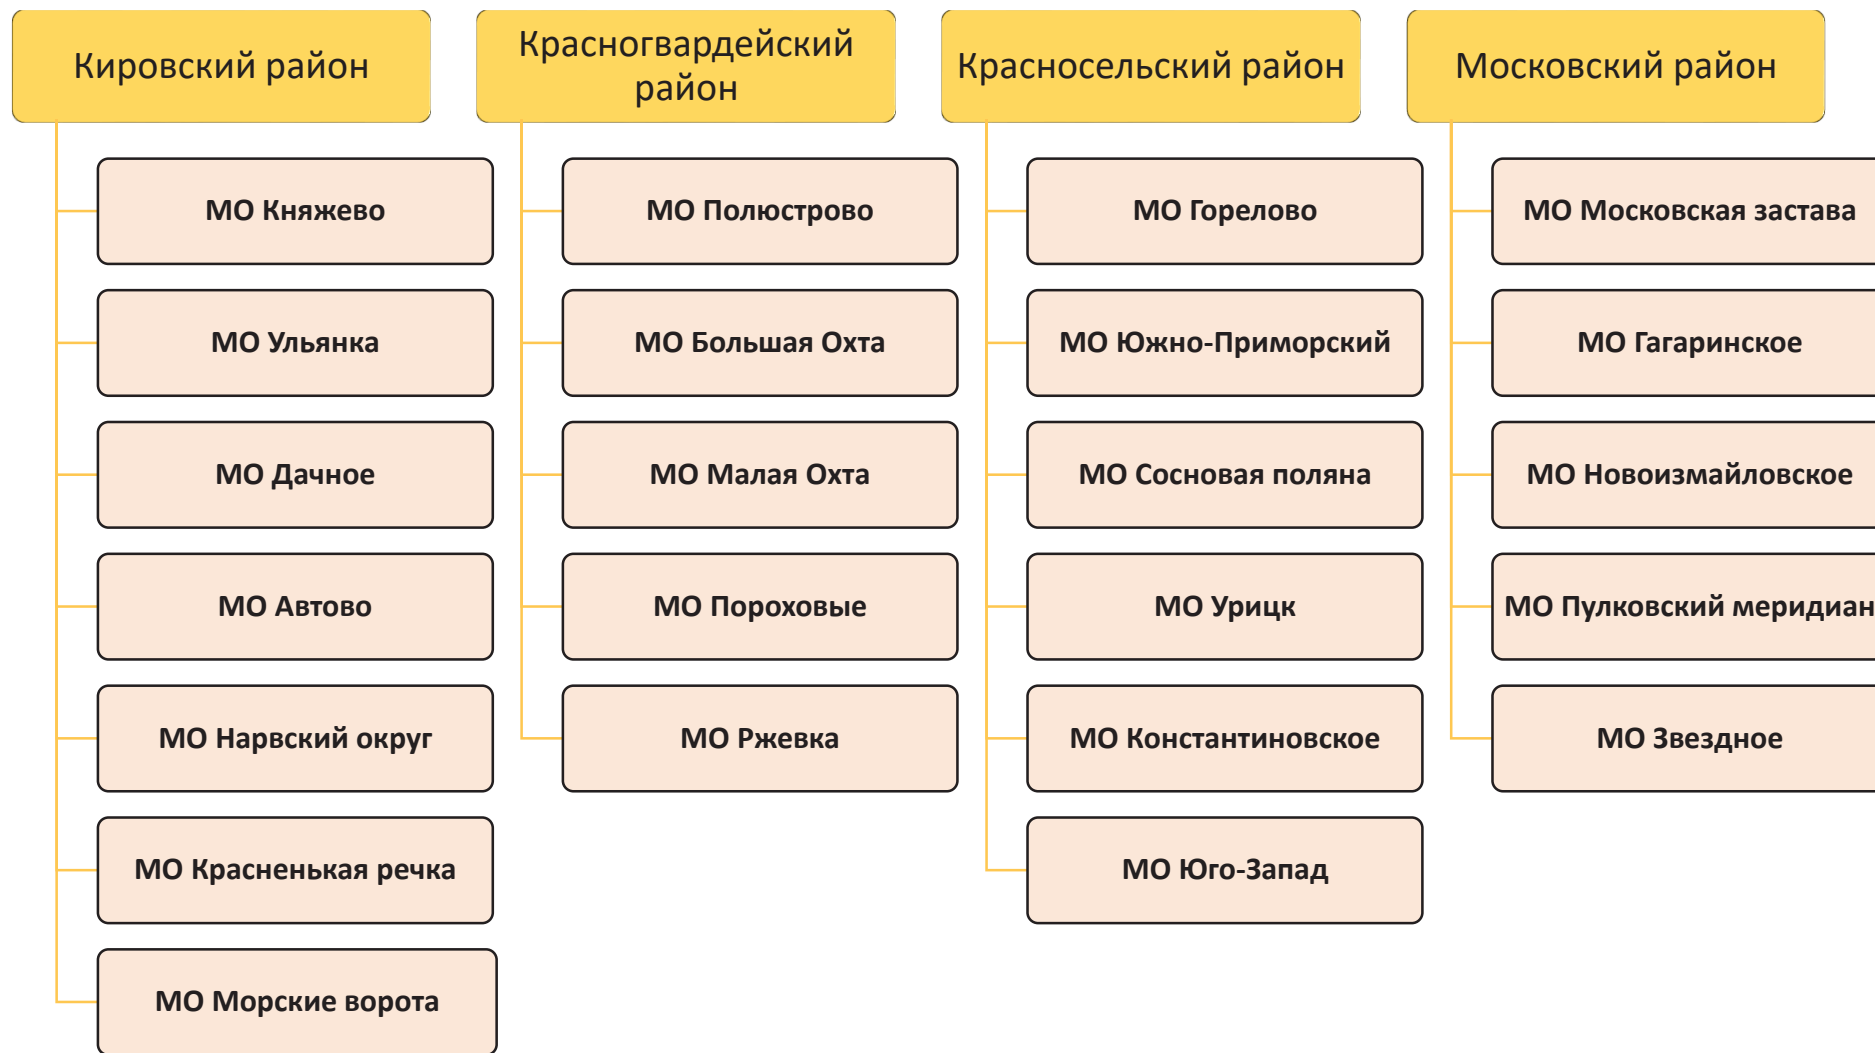 Кировский район
МО Княжево
МО Ульянка
МО Дачное
МО Автово
МО Нарвский округ
МО Красненькая речка
МО Морские ворота
Красногвардейский
район
МО Полюстрово
МО Большая Охта
МО Малая Охта
МО Пороховые
МО Ржевка
Красносельский район
МО Горелово
МО Южно-Приморский
МО Сосновая поляна
МО Урицк
МО Константиновское
МО Юго-Запад
Московский район
МО Московская застава
МО Гагаринское
МО Новоизмайловское
МО Пулковский меридиан
МО Звездное